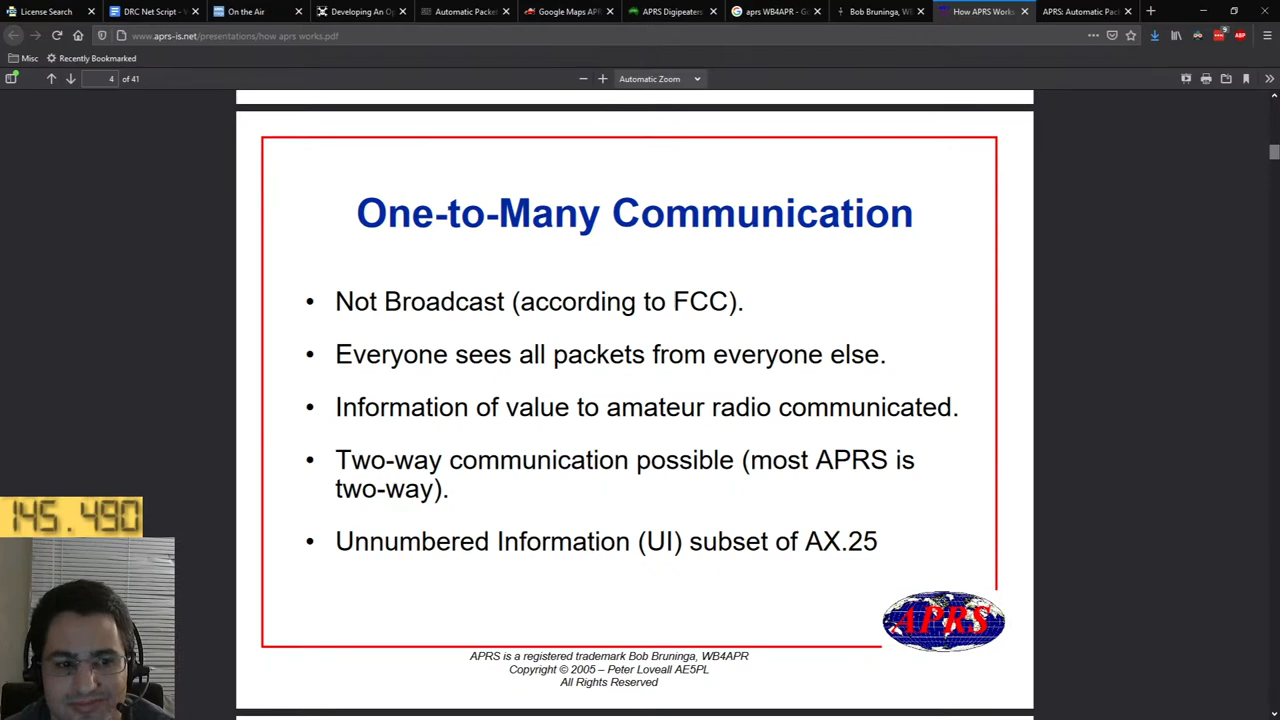 License Search
DRC Net Script - V
On the Air
Developing An Op
Automatic Packet
Google Maps APR
APRS Digipeaters
aprs WB4APR - Go
Bob Bruninga, WB
How APRS Works
APRS: Automatic Pac
www.aprs-is.net/presentations/how aprs works.pdf
Misc
Recently Bookmarked
4 of 41
Automatic Zoom
One-to-Many Communication
• Not Broadcast (according to FCC).
• Everyone sees all packets from everyone else.
• Information of value to amateur radio communicated.
• Two-way communication possible (most APRS is
two-way).
• Unnumbered Information (UI) subset of AX.25
145.490
APRS
APRS is a registered trademark Bob Bruninga, WB4APR
Copyright © 2005 – Peter Loveall AE5PL
All Rights Reserved